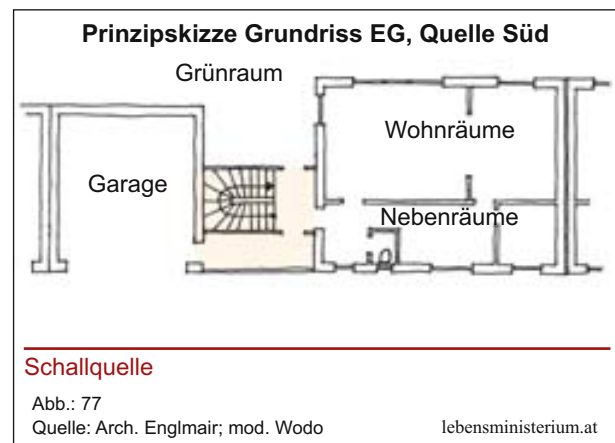 Prinzipskizze Grundriss EG, Quelle Süd
Grünraum
Wohnräume
Garage
Nebenräume
Schallquelle
Abb.: 77
Quelle: Arch. Englmair; mod. Wodo
lebensministerium.at